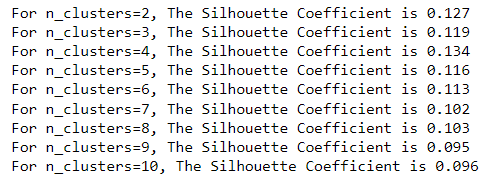 For n_clusters=2, The Silhouette Coefficient is 0.127
For n_clusters=3, The Silhouette Coefficient is 0.119
For n_clusters=4, The Silhouette Coefficient is 0.134
For n_clusters=5, The Silhouette Coefficient is 0.116
For n_clusters=6, The Silhouette Coefficient is 0.113
For n_clusters=7, The Silhouette Coefficient is 0.102
For n_clusters=8, The Silhouette Coefficient is 0.103
For n_clusters=9, The Silhouette Coefficient is 0.095
For n_clusters=10, The Silhouette Coefficient is 0.096